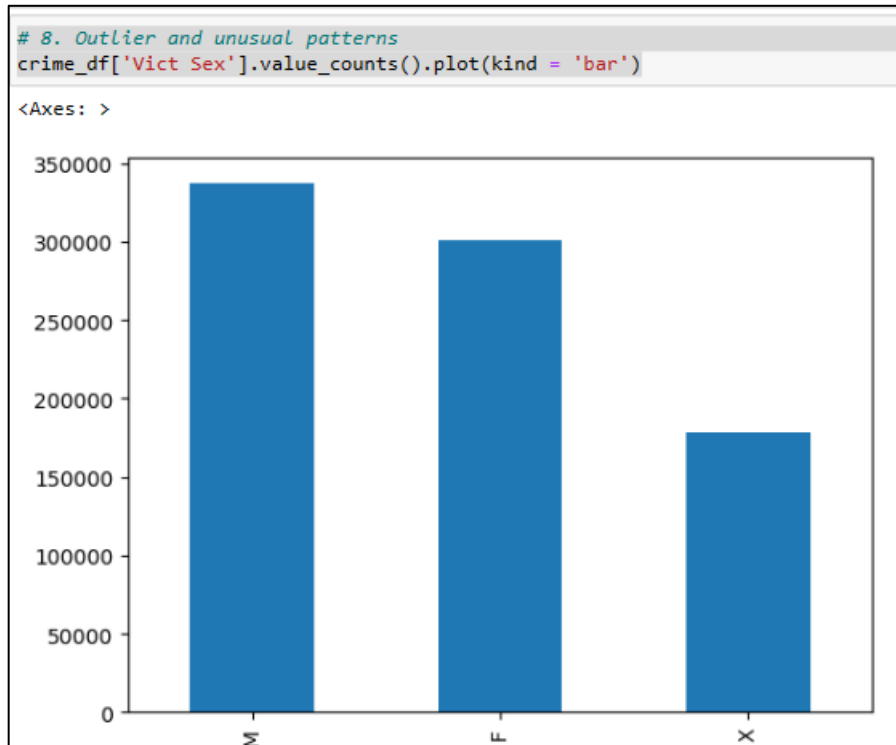 # 8. Outlier and unusual patterns
crime_df['Vict Sex'].value_counts().plot(kind = 'bar')
<Axes: >
350000
300000
250000
200000
150000
100000
50000
0
M
F
X